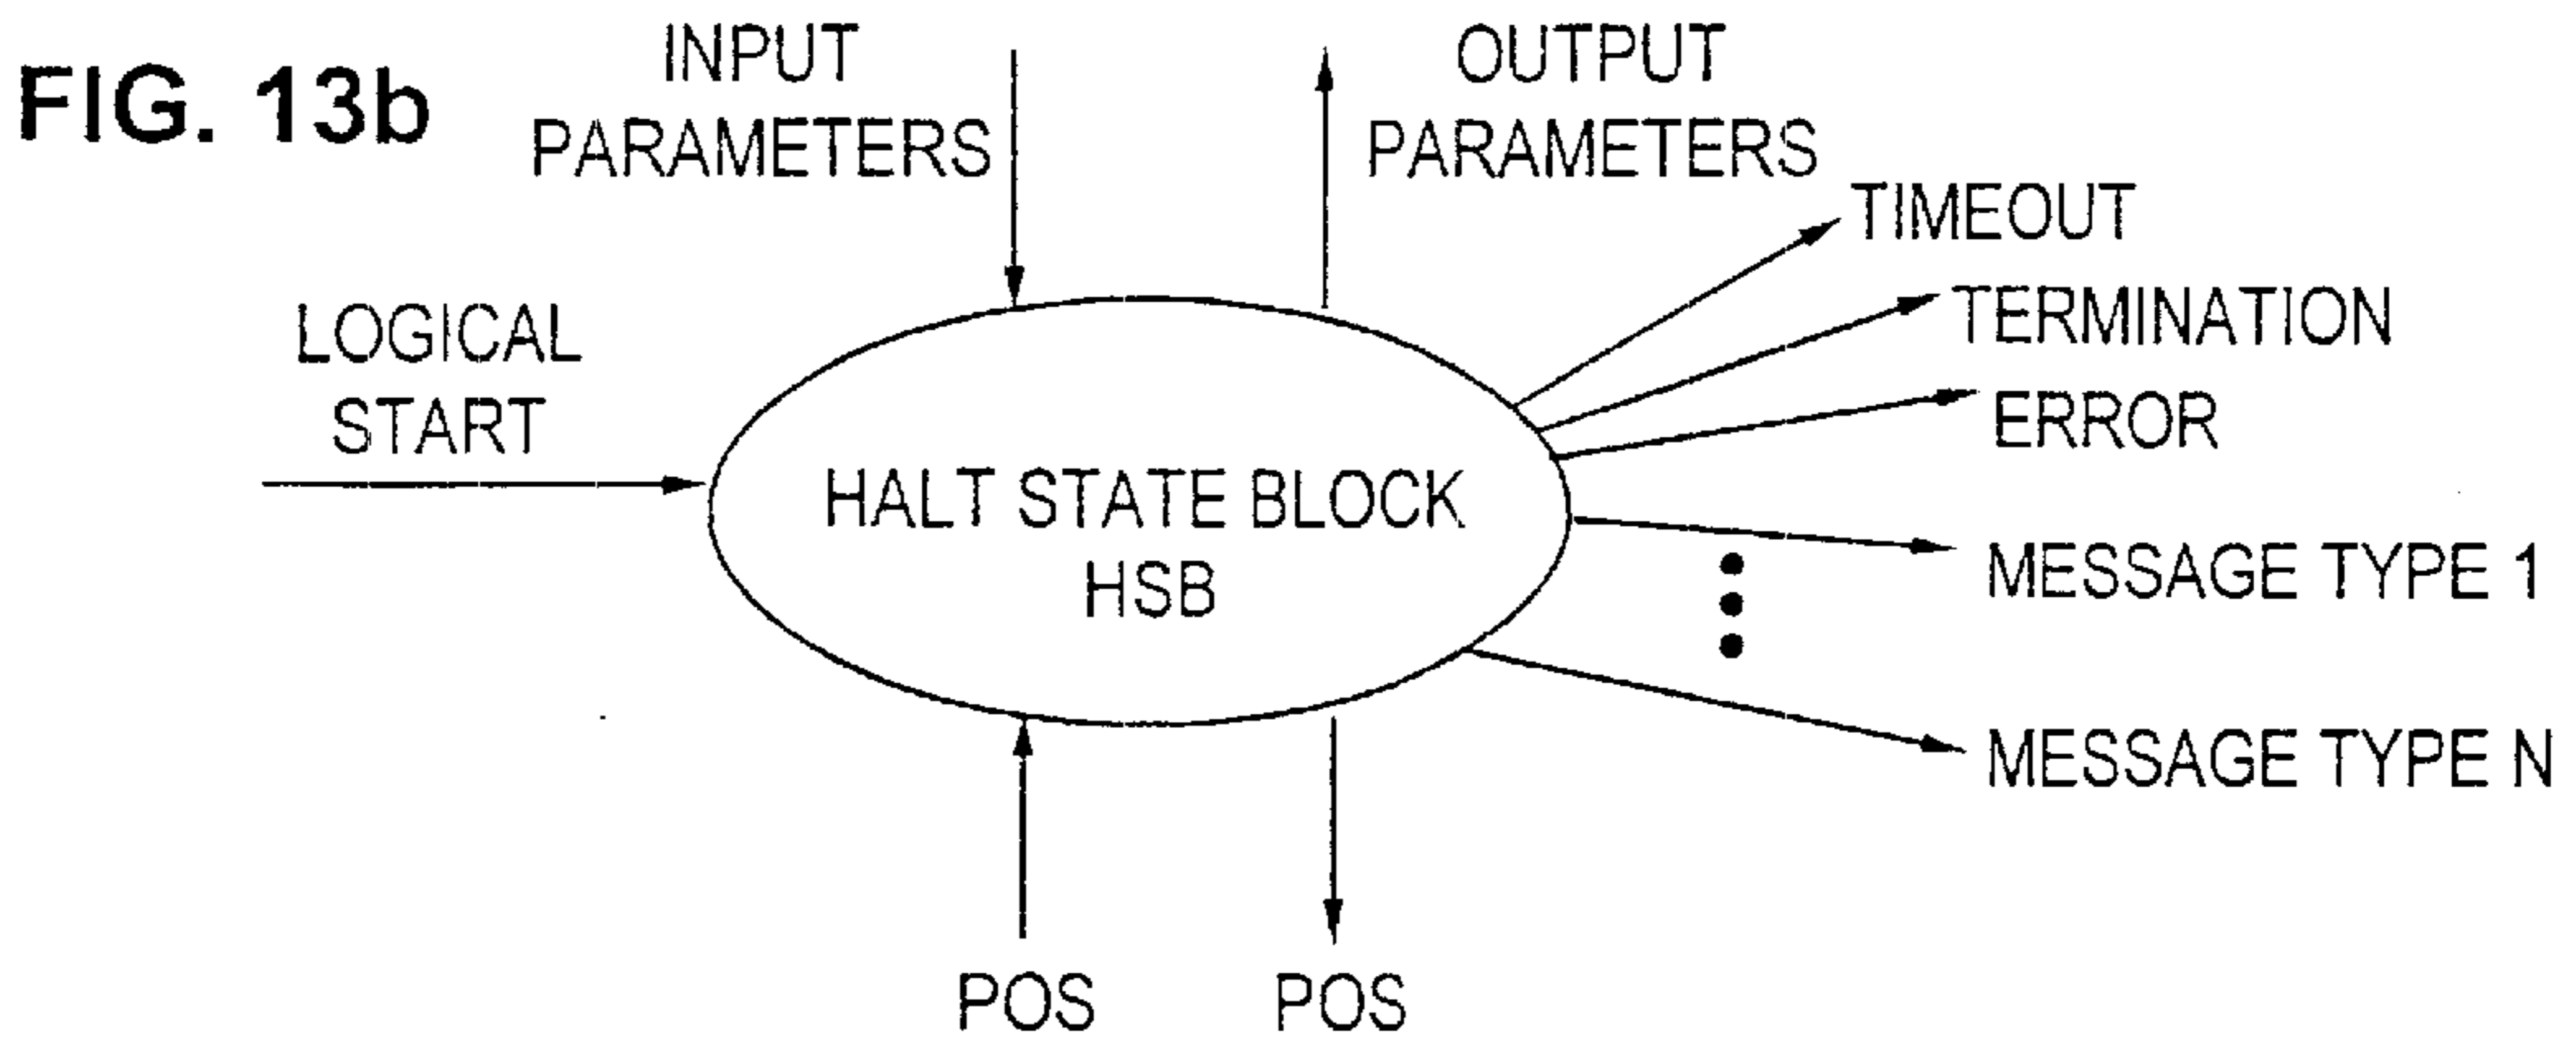 FIG. 13b
INPUT
PARAMETERS
OUTPUT
PARAMETERS
TIMEOUT
TERMINATION
ERROR
LOGICAL
START
HALT STATE BLOCK
HSB
MESSAGE TYPE 1
MESSAGE TYPE N
POS
POS